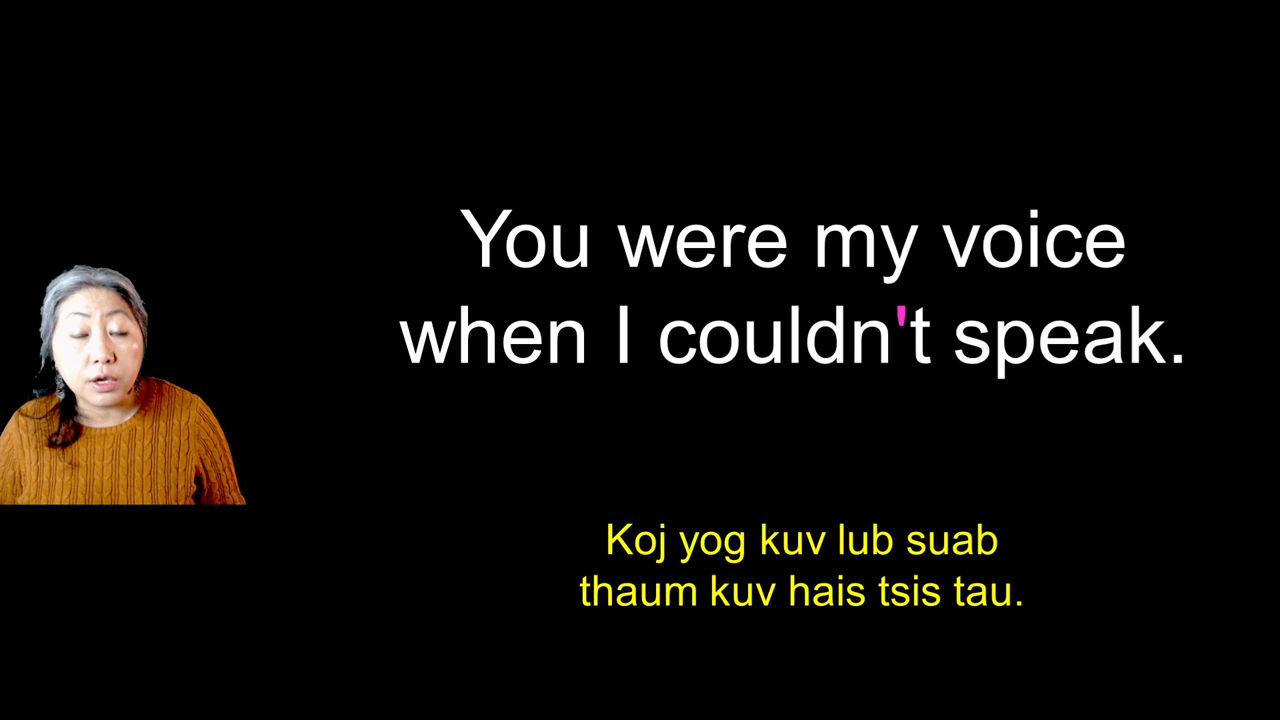 You were my voice
when I couldn't speak.
Koj yog kuv lub suab
thaum kuv hais tsis tau.